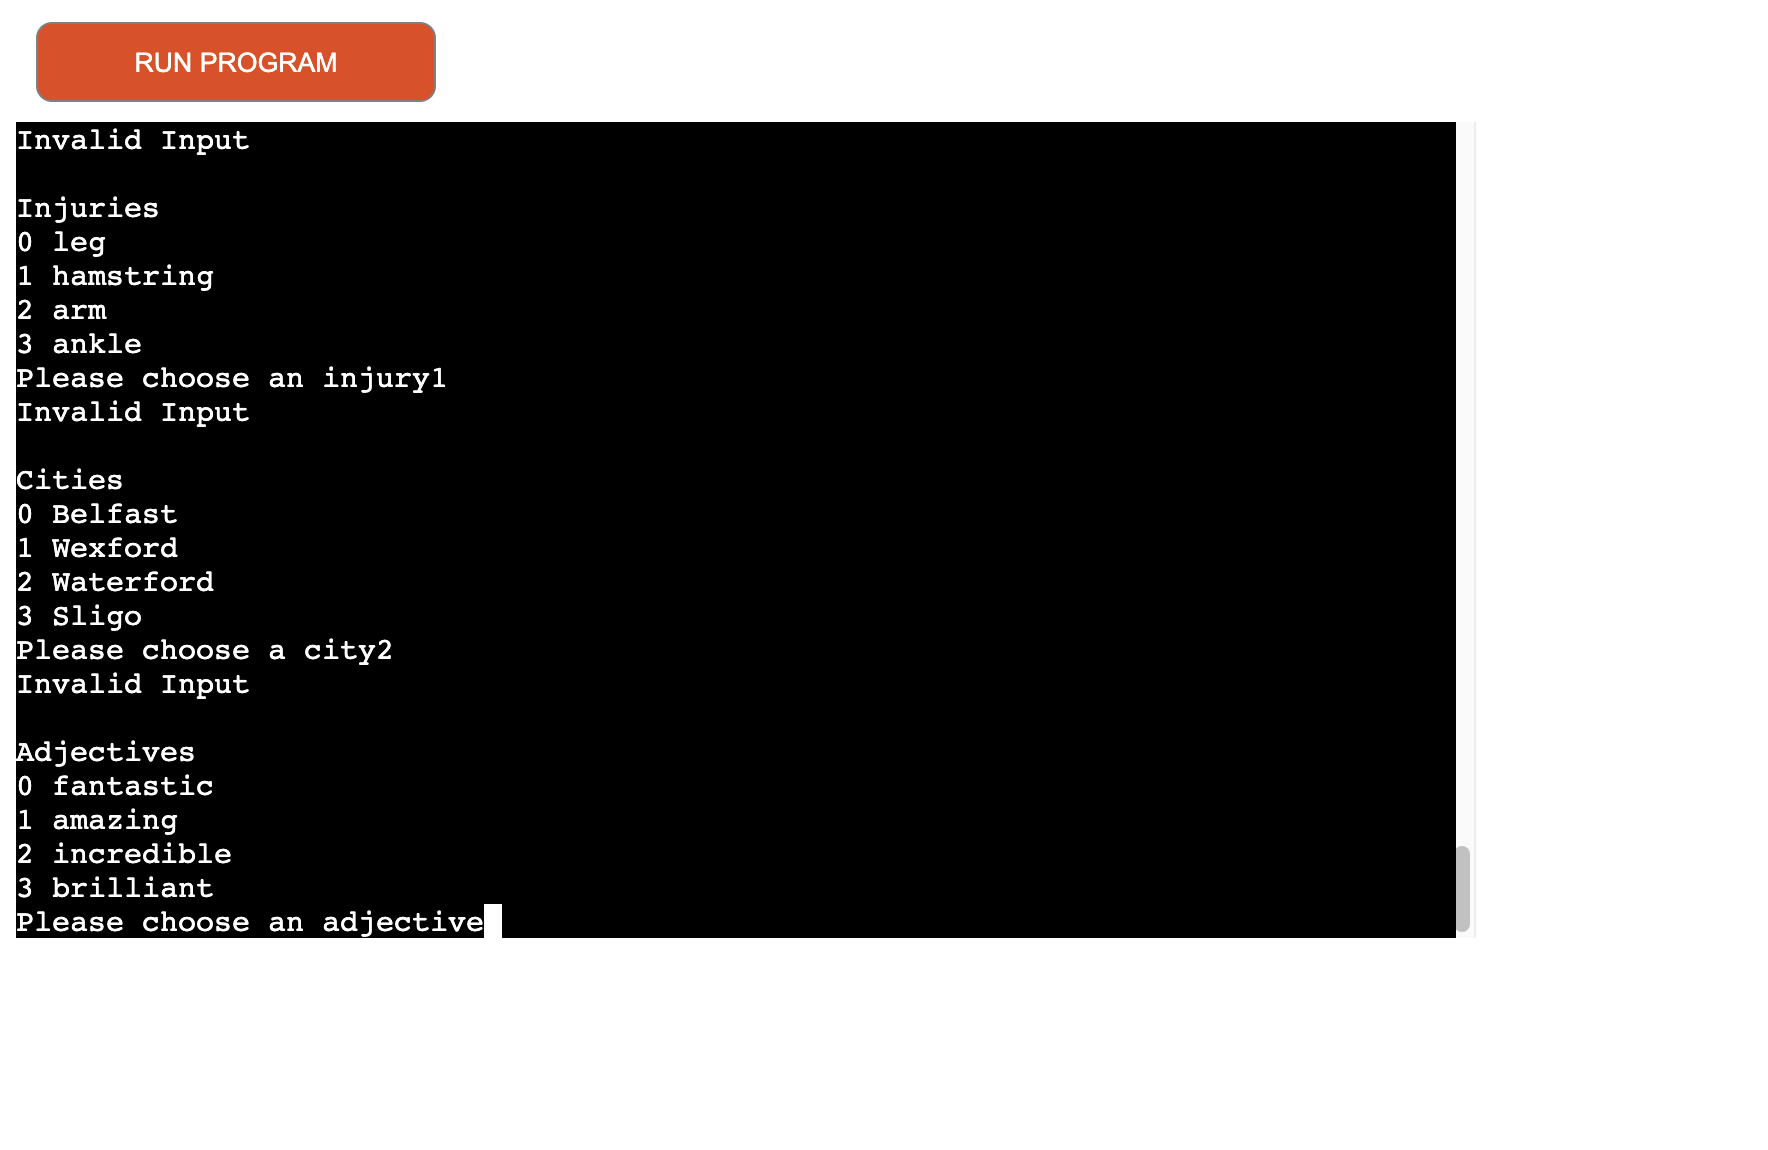 RUN PROGRAM
Invalid Input
Injuries
0 leg
1 hamstring
2 arm
3 ankle
Please choose an injury1
Invalid Input
Cities
0 Belfast
1 Wexford
2 Waterford
3 Sligo
Please choose a city2
Invalid Input
Adjectives
0 fantastic
1 amazing
2 incredible
3 brilliant
Please choose an adjective